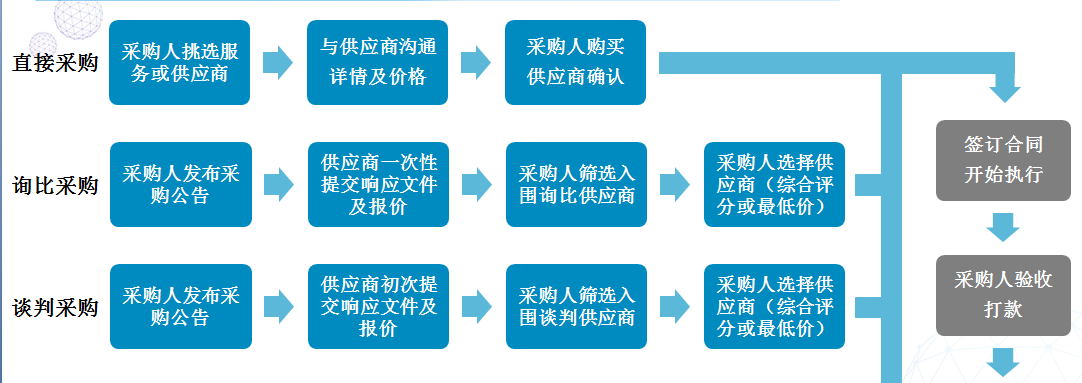 直接采购
采购人挑选服
务或供应商
与供应商沟通
详情及价格
采购人购买
供应商确认
询比采购
采购人发布采
购公告
供应商一次性
提交响应文件
及报价
采购人筛选入
围询比供应商
采购人选择供
应商（综合评
分或最低价）
谈判采购
采购人发布采
购公告
供应商初次提
交响应文件及
报价
采购人筛选入
围谈判供应商
采购人选择供
应商（综合评
分或最低价）
签订合同
开始执行
采购人验收
打款